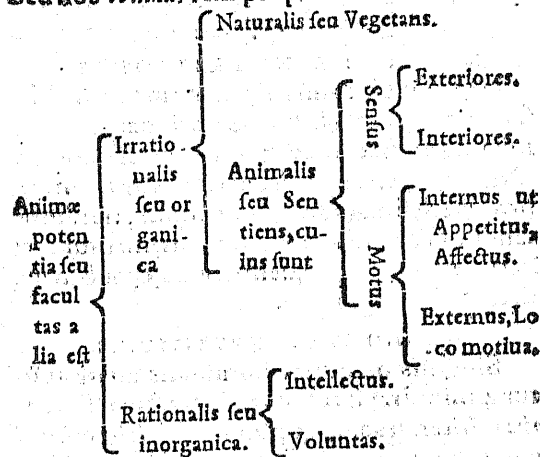 Naturalis ſeu Vegetans.
Animæ
poten
tia ſeu
facul
tas a
lia eſt
Irratio-
nalis
ſeu or
gani-
ca
Animalis
ſeu Sen
tiens, cu-
ius ſunt
Senſus
Exteriores.
Interiores.
Motus
Internus ut
Appetitus,
Affectus.
Externus, Lo
comotiua.
Rationalis ſeu
inorganica.
Intellectus.
Voluntas.